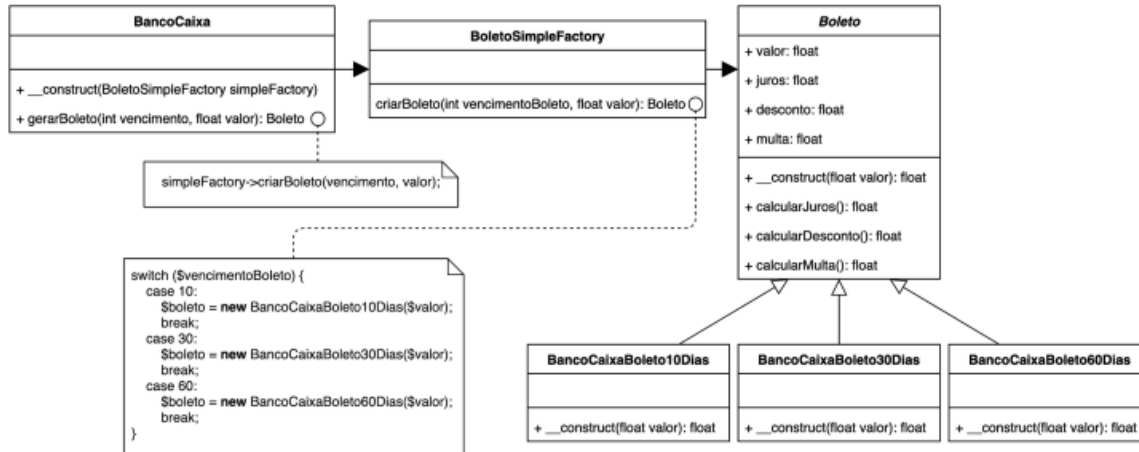 BancoCaixa
+ __construct(BoletoSimpleFactory simpleFactory)
+ gerarBoleto(int vencimento, float valor): Boleto
simpleFactory->criarBoleto(vencimento, valor);
BoletoSimpleFactory
criarBoleto(int vencimentoBoleto, float valor): Boleto
switch ($vencimentoBoleto) {
case 10:
$boleto = new BancoCaixaBoleto10Dias($valor);
break;
case 30:
$boleto = new BancoCaixaBoleto30Dias($valor);
break;
case 60:
$boleto = new BancoCaixaBoleto60Dias($valor);
break;
}
Boleto
+ valor: float
+ juros: float
+ desconto: float
+ multa: float
+ __construct(float valor): float
+ calcularJuros(): float
+ calcularDesconto(): float
+ calcularMulta(): float
BancoCaixaBoleto10Dias
+ __construct(float valor): float
BancoCaixaBoleto30Dias
+ __construct(float valor): float
BancoCaixaBoleto60Dias
+ __construct(float valor): float